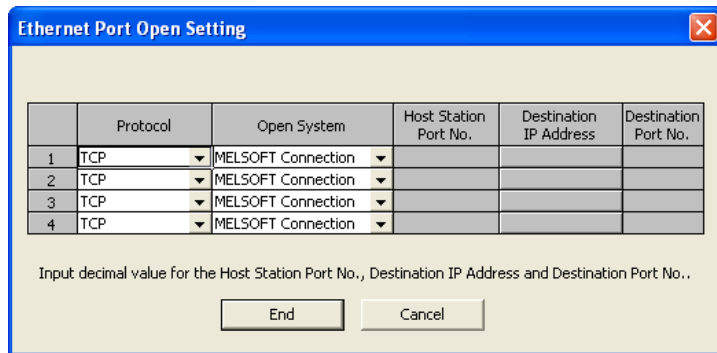 Ethernet Port Open Setting
Protocol Open System Host Station Port No. Destination IP Address Destination Port No.
1 TCP MELSOFT Connection
2 TCP MELSOFT Connection
3 TCP MELSOFT Connection
4 TCP MELSOFT Connection
Input decimal value for the Host Station Port No., Destination IP Address and Destination Port No..
End Cancel